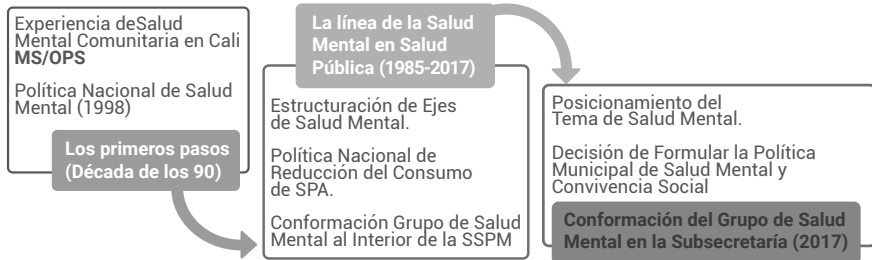 Experiencia deSalud
Mental Comunitaria en Cali
MS/OPS
Política Nacional de Salud
Mental (1998)
Los primeros pasos
(Década de los 90)
La línea de la Salud
Mental en Salud
Pública (1985-2017)
Estructuración de Ejes
de Salud Mental.
Política Nacional de
Reducción del Consumo
de SPA.
Conformación Grupo de Salud
Mental al Interior de la SSPM
Posicionamiento del
Tema de Salud Mental.
Decisión de Formular la Política
Municipal de Salud Mental y
Convivencia Social
Conformación del Grupo de Salud
Mental en la Subsecretaría (2017)